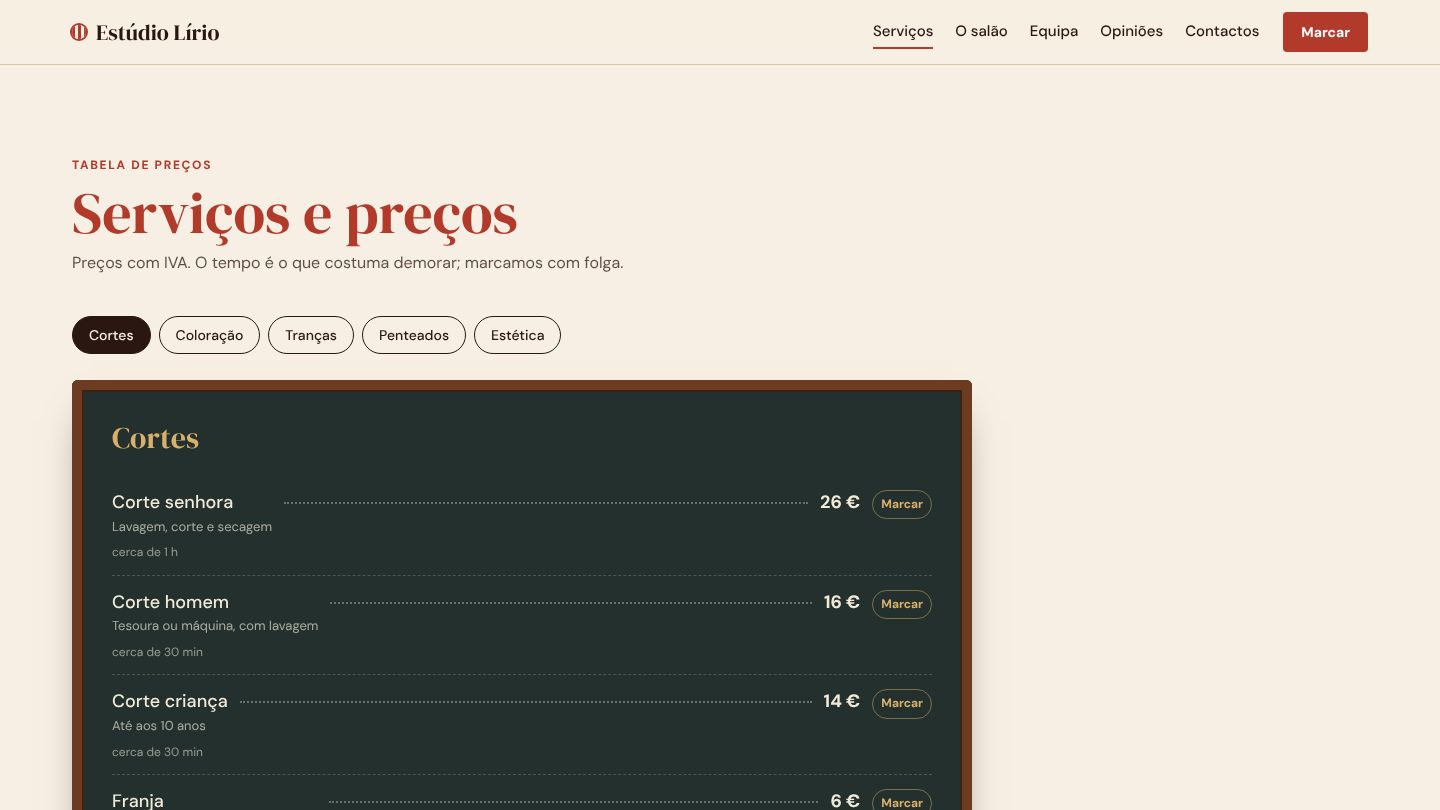 Estúdio Lírio
Serviços O salão Equipa Opiniões Contactos Marcar
TABELA DE PREÇOS
Serviços e preços
Preços com IVA. O tempo é o que costuma demorar; marcamos com folga.
Cortes Coloração Tranças Penteados Estética
Cortes
Corte senhora 26 € Marcar
Lavagem, corte e secagem
cerca de 1 h
Corte homem 16 € Marcar
Tesoura ou máquina, com lavagem
cerca de 30 min
Corte criança 14 € Marcar
Até aos 10 anos
cerca de 30 min
Franja 6 € Marcar